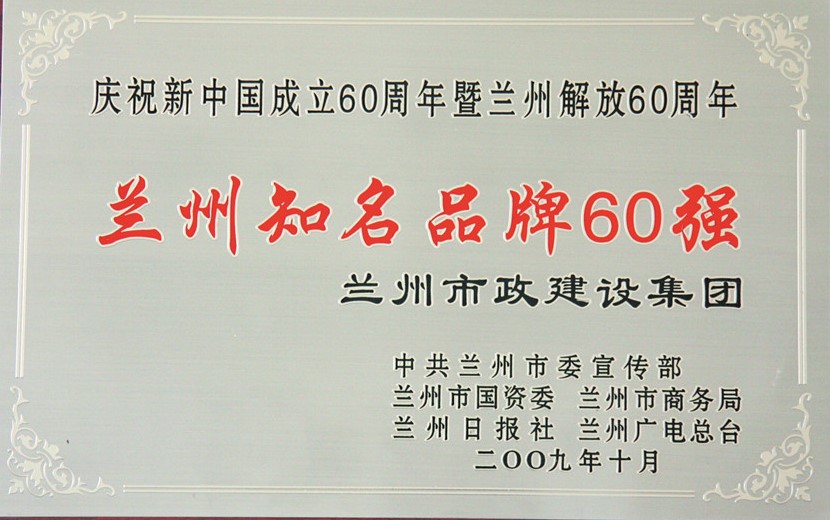 庆祝新中国成立60周年暨兰州解放60周年
兰州知名品牌60强
兰州市政建设集团
中共兰州市委宣传部
兰州市国资委 兰州市商务局
兰州日报社 兰州广电总台
二OO九年十月